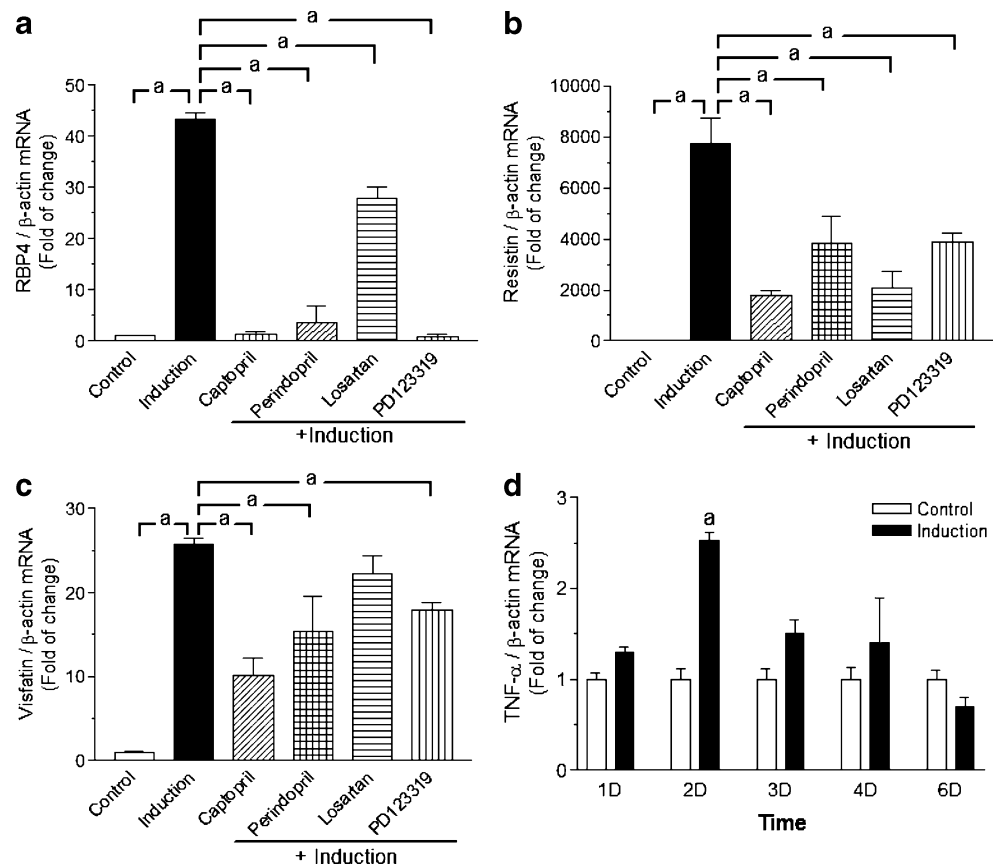 a
a
a
a
a
a
RBP4 / β-actin mRNA
(Fold of change)
50
40
30
20
10
0
Control
Induction
Captopril
Perindopril
Losartan
PD123319
+Induction
b
a
a
a
a
a
Resistin / β-actin mRNA
(Fold of change)
10000
8000
6000
4000
2000
0
Control
Induction
Captopril
Perindopril
Losartan
PD123319
+ Induction
c
a
a
a
a
Visfatin / β-actin mRNA
(Fold of change)
30
20
10
0
Control
Induction
Captopril
Perindopril
Losartan
PD123319
+ Induction
d
TNF-α / β-actin mRNA
(Fold of change)
3
2
1
0
a
Control
Induction
1D 2D 3D 4D 6D
Time